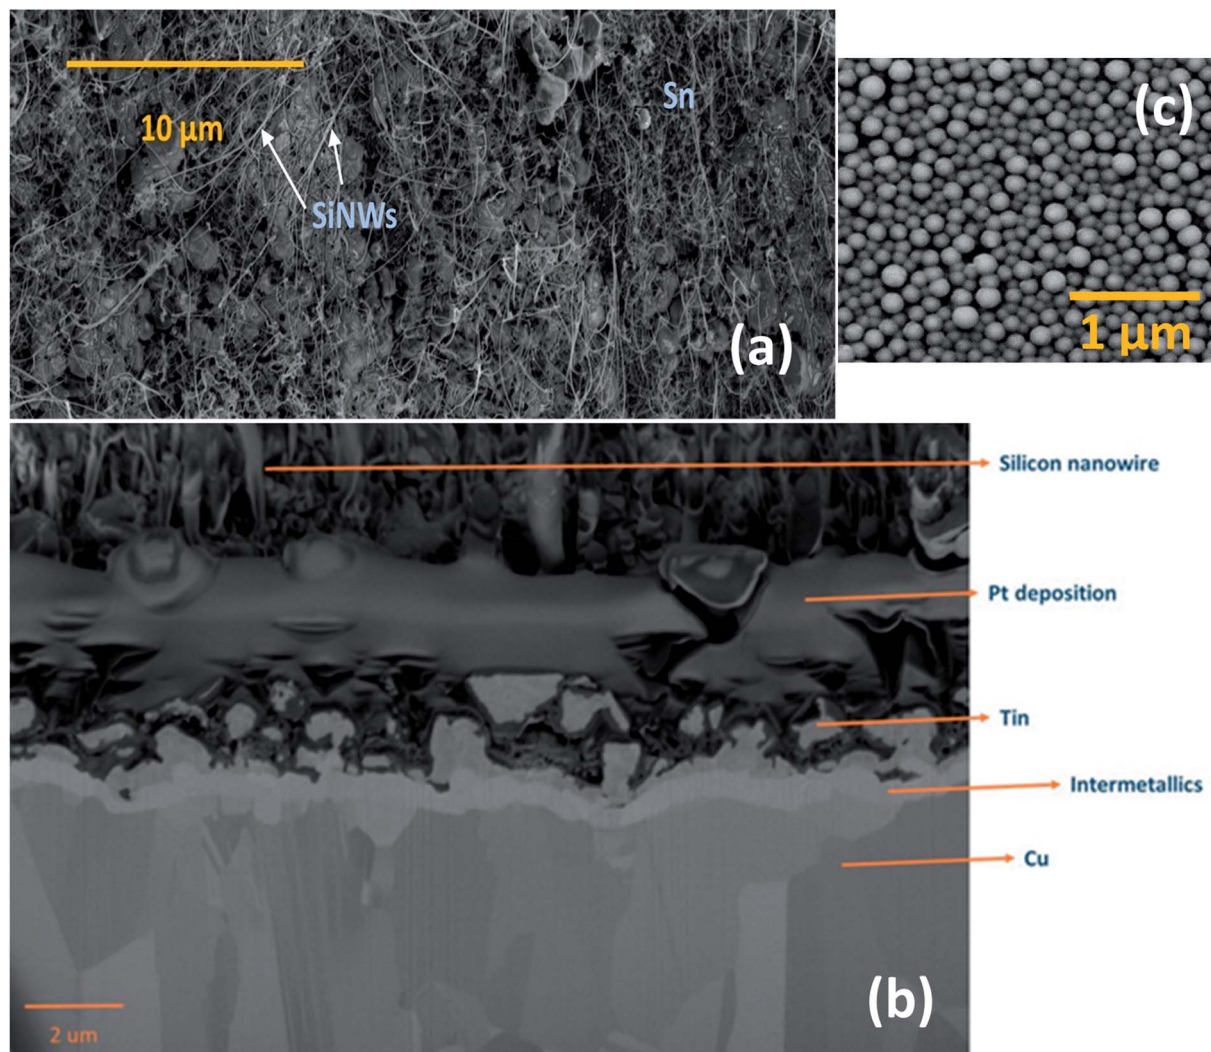 10 µm
Sn
SiNWs
(a)
(c)
1 µm
Silicon nanowire
Pt deposition
Tin
Intermetallics
Cu
(b)
2 um